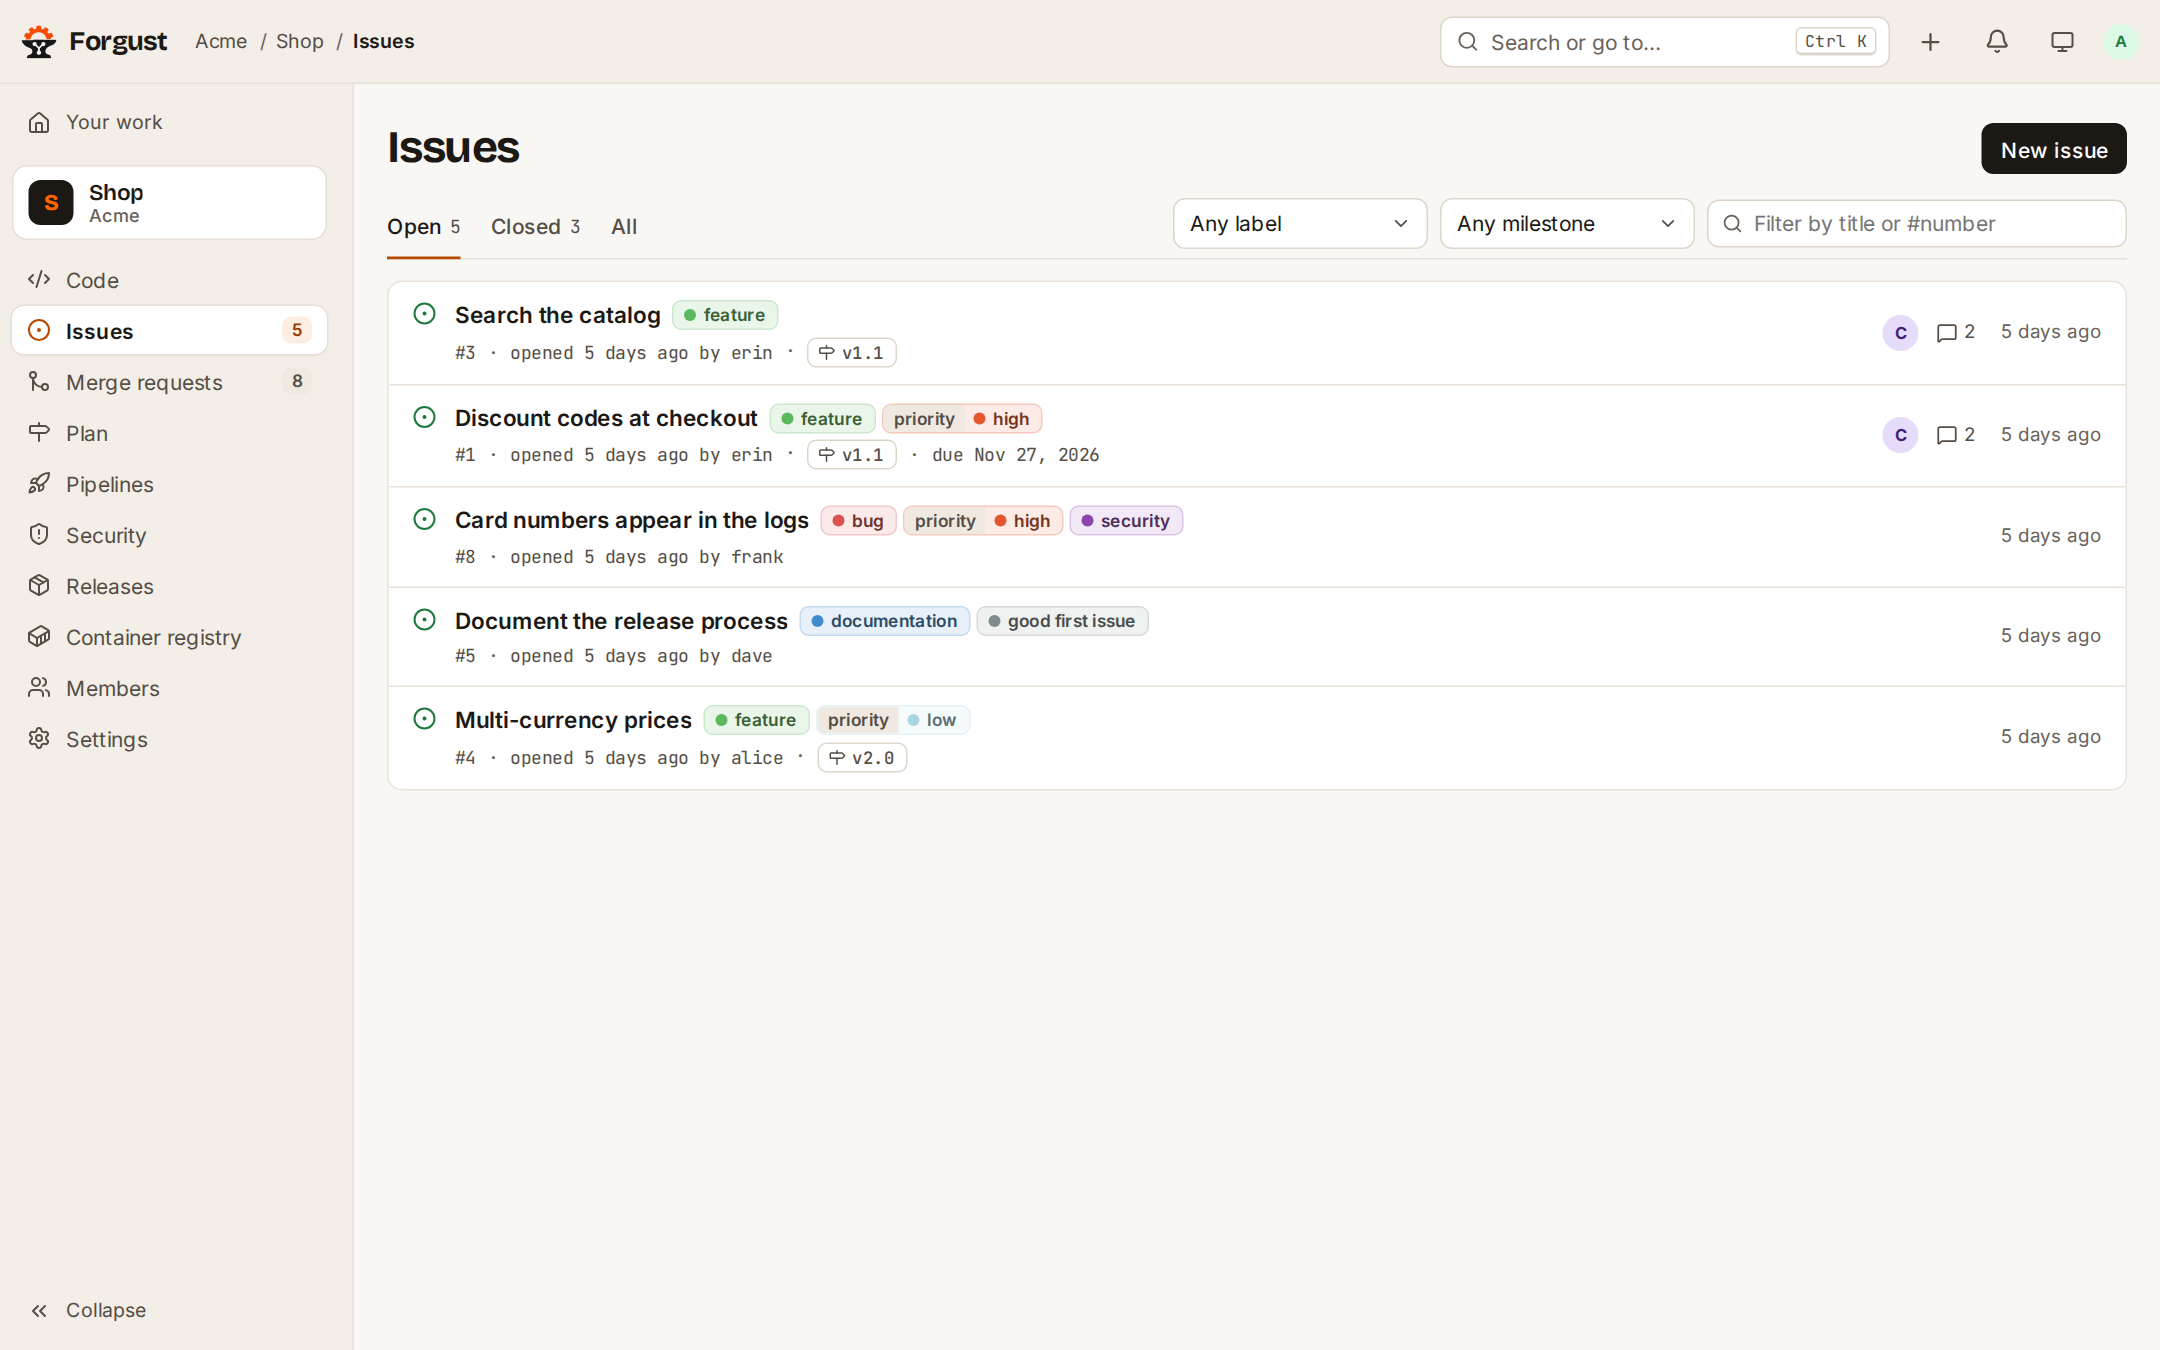 Forgust Acme / Shop / Issues Search or go to... Ctrl K A
Your work
S Shop
Acme
Code
Issues 5
Merge requests 8
Plan
Pipelines
Security
Releases
Container registry
Members
Settings
Collapse
Issues New issue
Open 5 Closed 3 All Any label Any milestone Filter by title or #number
Search the catalog feature
#3 · opened 5 days ago by erin · v1.1 C 2 5 days ago
Discount codes at checkout feature priority high
#1 · opened 5 days ago by erin · v1.1 · due Nov 27, 2026 C 2 5 days ago
Card numbers appear in the logs bug priority high security
#8 · opened 5 days ago by frank 5 days ago
Document the release process documentation good first issue
#5 · opened 5 days ago by dave 5 days ago
Multi-currency prices feature priority low
#4 · opened 5 days ago by alice · v2.0 5 days ago